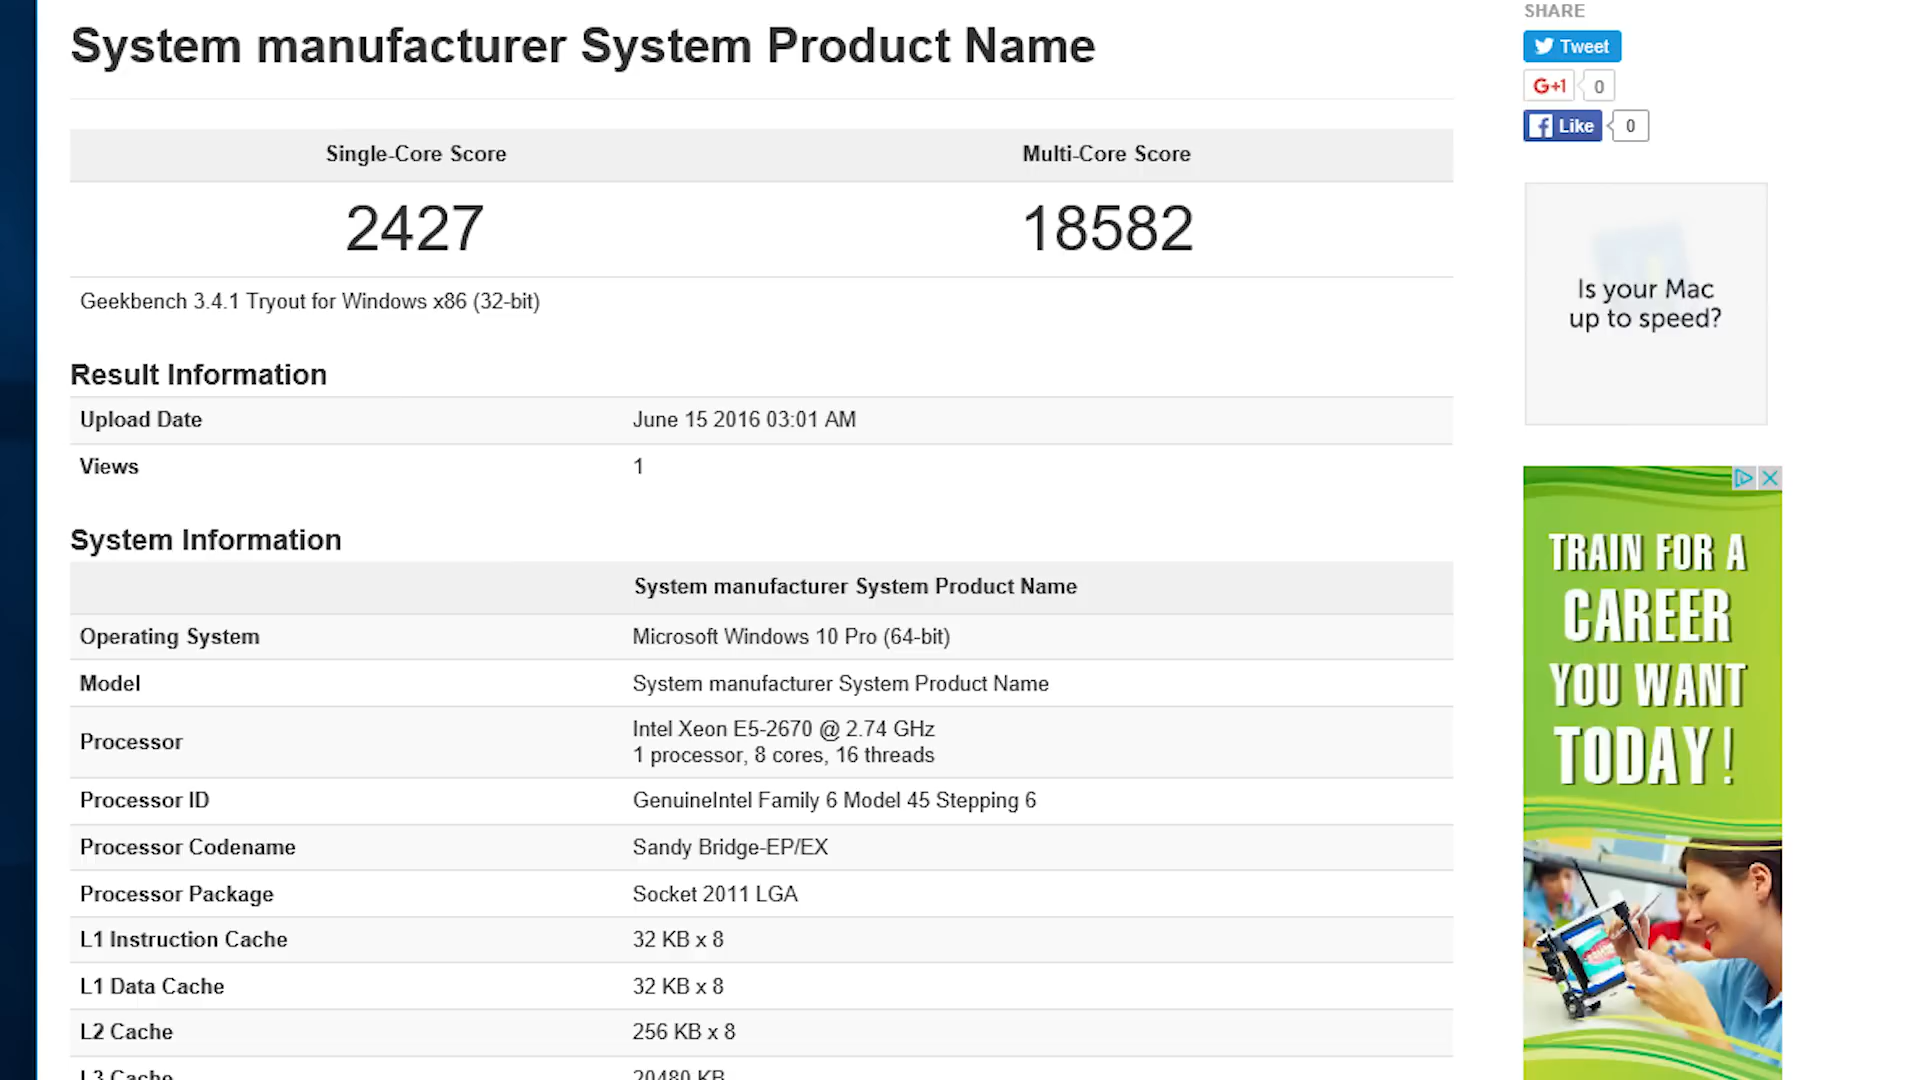 System manufacturer System Product Name
Single-Core Score Multi-Core Score
2427 18582
Geekbench 3.4.1 Tryout for Windows x86 (32-bit)
Result Information
Upload Date June 15 2016 03:01 AM
Views 1
System Information
System manufacturer System Product Name
Operating System Microsoft Windows 10 Pro (64-bit)
Model System manufacturer System Product Name
Processor Intel Xeon E5-2670 @ 2.74 GHz
1 processor, 8 cores, 16 threads
Processor ID GenuineIntel Family 6 Model 45 Stepping 6
Processor Codename Sandy Bridge-EP/EX
Processor Package Socket 2011 LGA
L1 Instruction Cache 32 KB x 8
L1 Data Cache 32 KB x 8
L2 Cache 256 KB x 8
L3 Cache 20480 KB
SHARE
Tweet
G+1 0
Like 0
Is your Mac
up to speed?
TRAIN FOR A
CAREER
YOU WANT
TODAY!